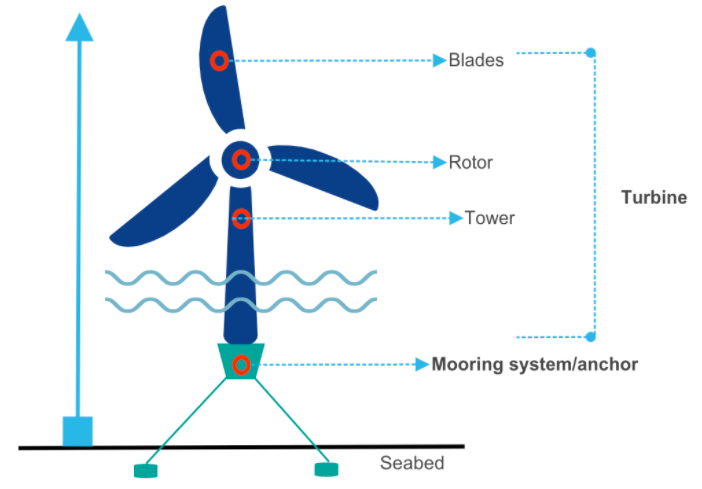 Blades
Rotor
Turbine
Tower
Mooring system/anchor
Seabed